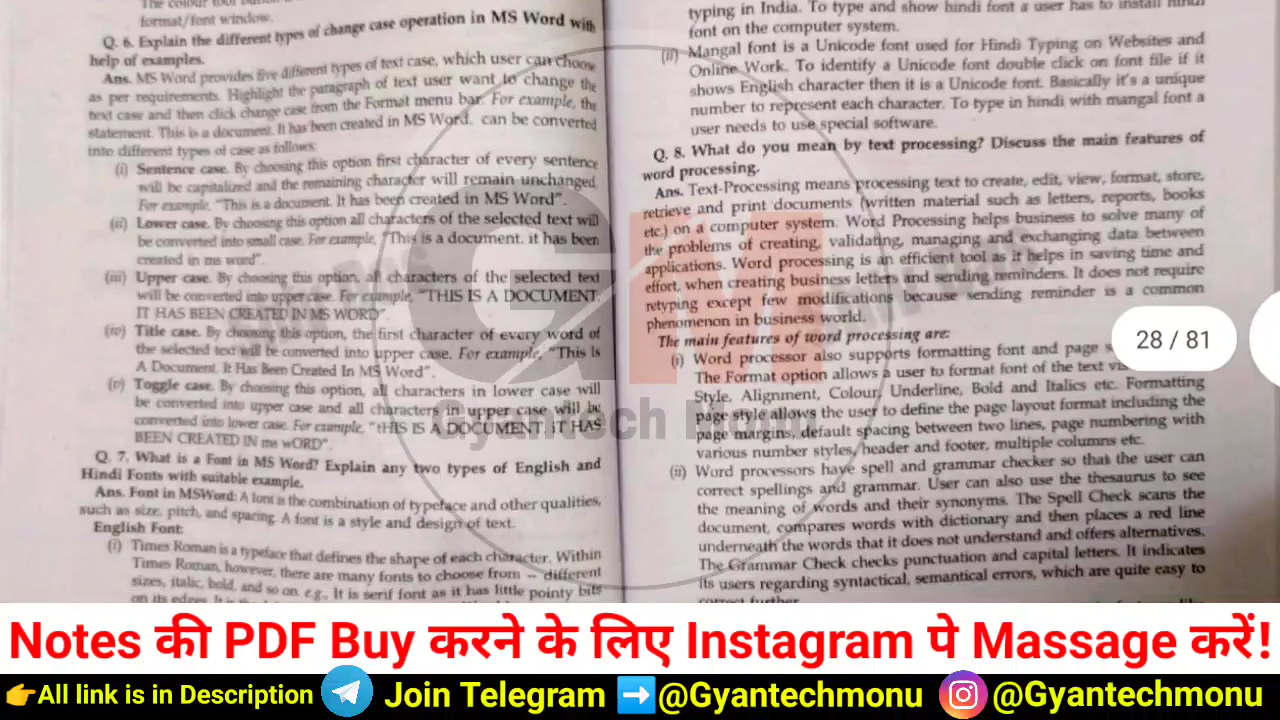 The colour tool button
format/font window.
Q. 6. Explain the different types of change case operation in MS Word with
help of examples.
Ans. MS Word provides five different types of text case, which user can choose
as per requirements. Highlight the paragraph of text user want to change the
text case and then click change case from the Format menu bar. For example, the
statement. This is a document. It has been created in MS Word. can be converted
into different types of case as follows:
(i) Sentence case. By choosing this option first character of every sentence
will be capitalized and the remaining character will remain unchanged.
For example, "This is a document. It has been created in MS Word".
(ii) Lower case. By choosing this option all characters of the selected text will
be converted into small case. For example, "This is a document. it has been
created in ms word".
(iii) Upper case. By choosing this option, all characters of the selected text
will be converted into upper case. For example, "THIS IS A DOCUMENT.
IT HAS BEEN CREATED IN MS WORD".
(iv) Title case. By choosing this option, the first character of every word of
the selected text will be converted into upper case. For example, "This Is
A Document. It Has Been Created In MS Word".
(v) Toggle case. By choosing this option, all characters in lower case will
be converted into upper case and all characters in upper case will be
converted into lower case. For example, "tHIS IS A DOCUMENT. iT HAS
BEEN CREATED IN ms wORD".
Q. 7. What is a Font in MS Word? Explain any two types of English and
Hindi Fonts with suitable example.
Ans. Font in MSWord: A font is the combination of typeface and other qualities,
such as size, pitch, and spacing. A font is a style and design of text.
English Font:
(i) Times Roman is a typeface that defines the shape of each character. Within
Times Roman, however, there are many fonts to choose from — different
sizes, italic, bold, and so on. e.g., It is serif font as it has little pointy bits
on its edges. It is the
typing in India. To type and show hindi font a user has to install hindi
font on the computer system.
(ii) Mangal font is a Unicode font used for Hindi Typing on Websites and
Online Work. To identify a Unicode font double click on font file if it
shows English character then it is a Unicode font. Basically it's a unique
number to represent each character. To type in hindi with mangal font a
user needs to use special software.
Q. 8. What do you mean by text processing? Discuss the main features of
word processing.
Ans. Text-Processing means processing text to create, edit, view, format, store,
retrieve and print documents (written material such as letters, reports, books
etc.) on a computer system. Word Processing helps business to solve many of
the problems of creating, validating, managing and exchanging data between
applications. Word processing is an efficient tool as it helps in saving time and
effort, when creating business letters and sending reminders. It does not require
retyping except few modifications because sending reminder is a common
phenomenon in business world.
The main features of word processing are:
(i) Word processor also supports formatting font and page s
The Format option allows a user to format font of the text
Style, Alignment, Colour, Underline, Bold and Italics etc. Formatting
page style allows the user to define the page layout format including the
page margins, default spacing between two lines, page numbering with
various number styles, header and footer, multiple columns etc.
(ii) Word processors have spell and grammar checker so that the user can
correct spellings and grammar. User can also use the thesaurus to see
the meaning of words and their synonyms. The Spell Check scans the
document, compares words with dictionary and then places a red line
underneath the words that it does not understand and offers alternatives.
The Grammar Check checks punctuation and capital letters. It indicates
its users regarding syntactical, semantical errors, which are quite easy to
correct further.
28 / 81
GM
Gyantech Monu
Notes की PDF Buy करने के लिए Instagram पे Massage करें!
👉All link is in Description Join Telegram ➡️@Gyantechmonu @Gyantechmonu